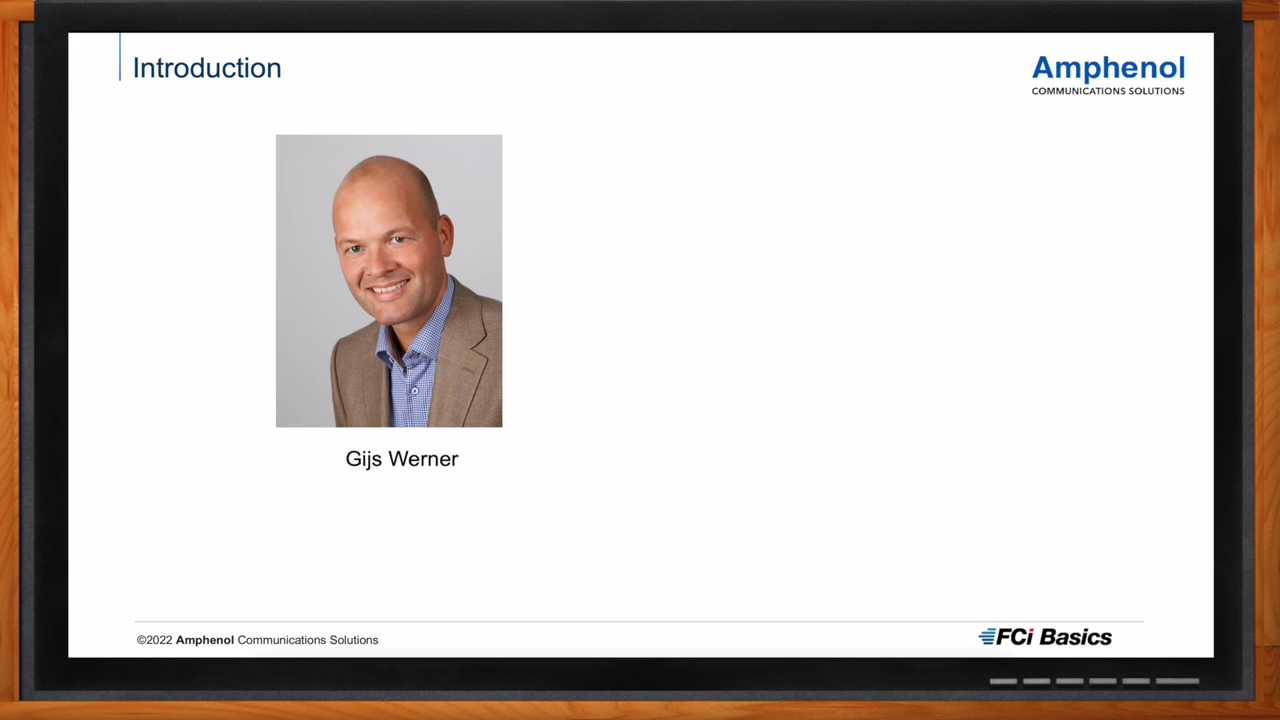 Introduction
Amphenol
COMMUNICATIONS SOLUTIONS
Gijs Werner
©2022 Amphenol Communications Solutions
FCi Basics